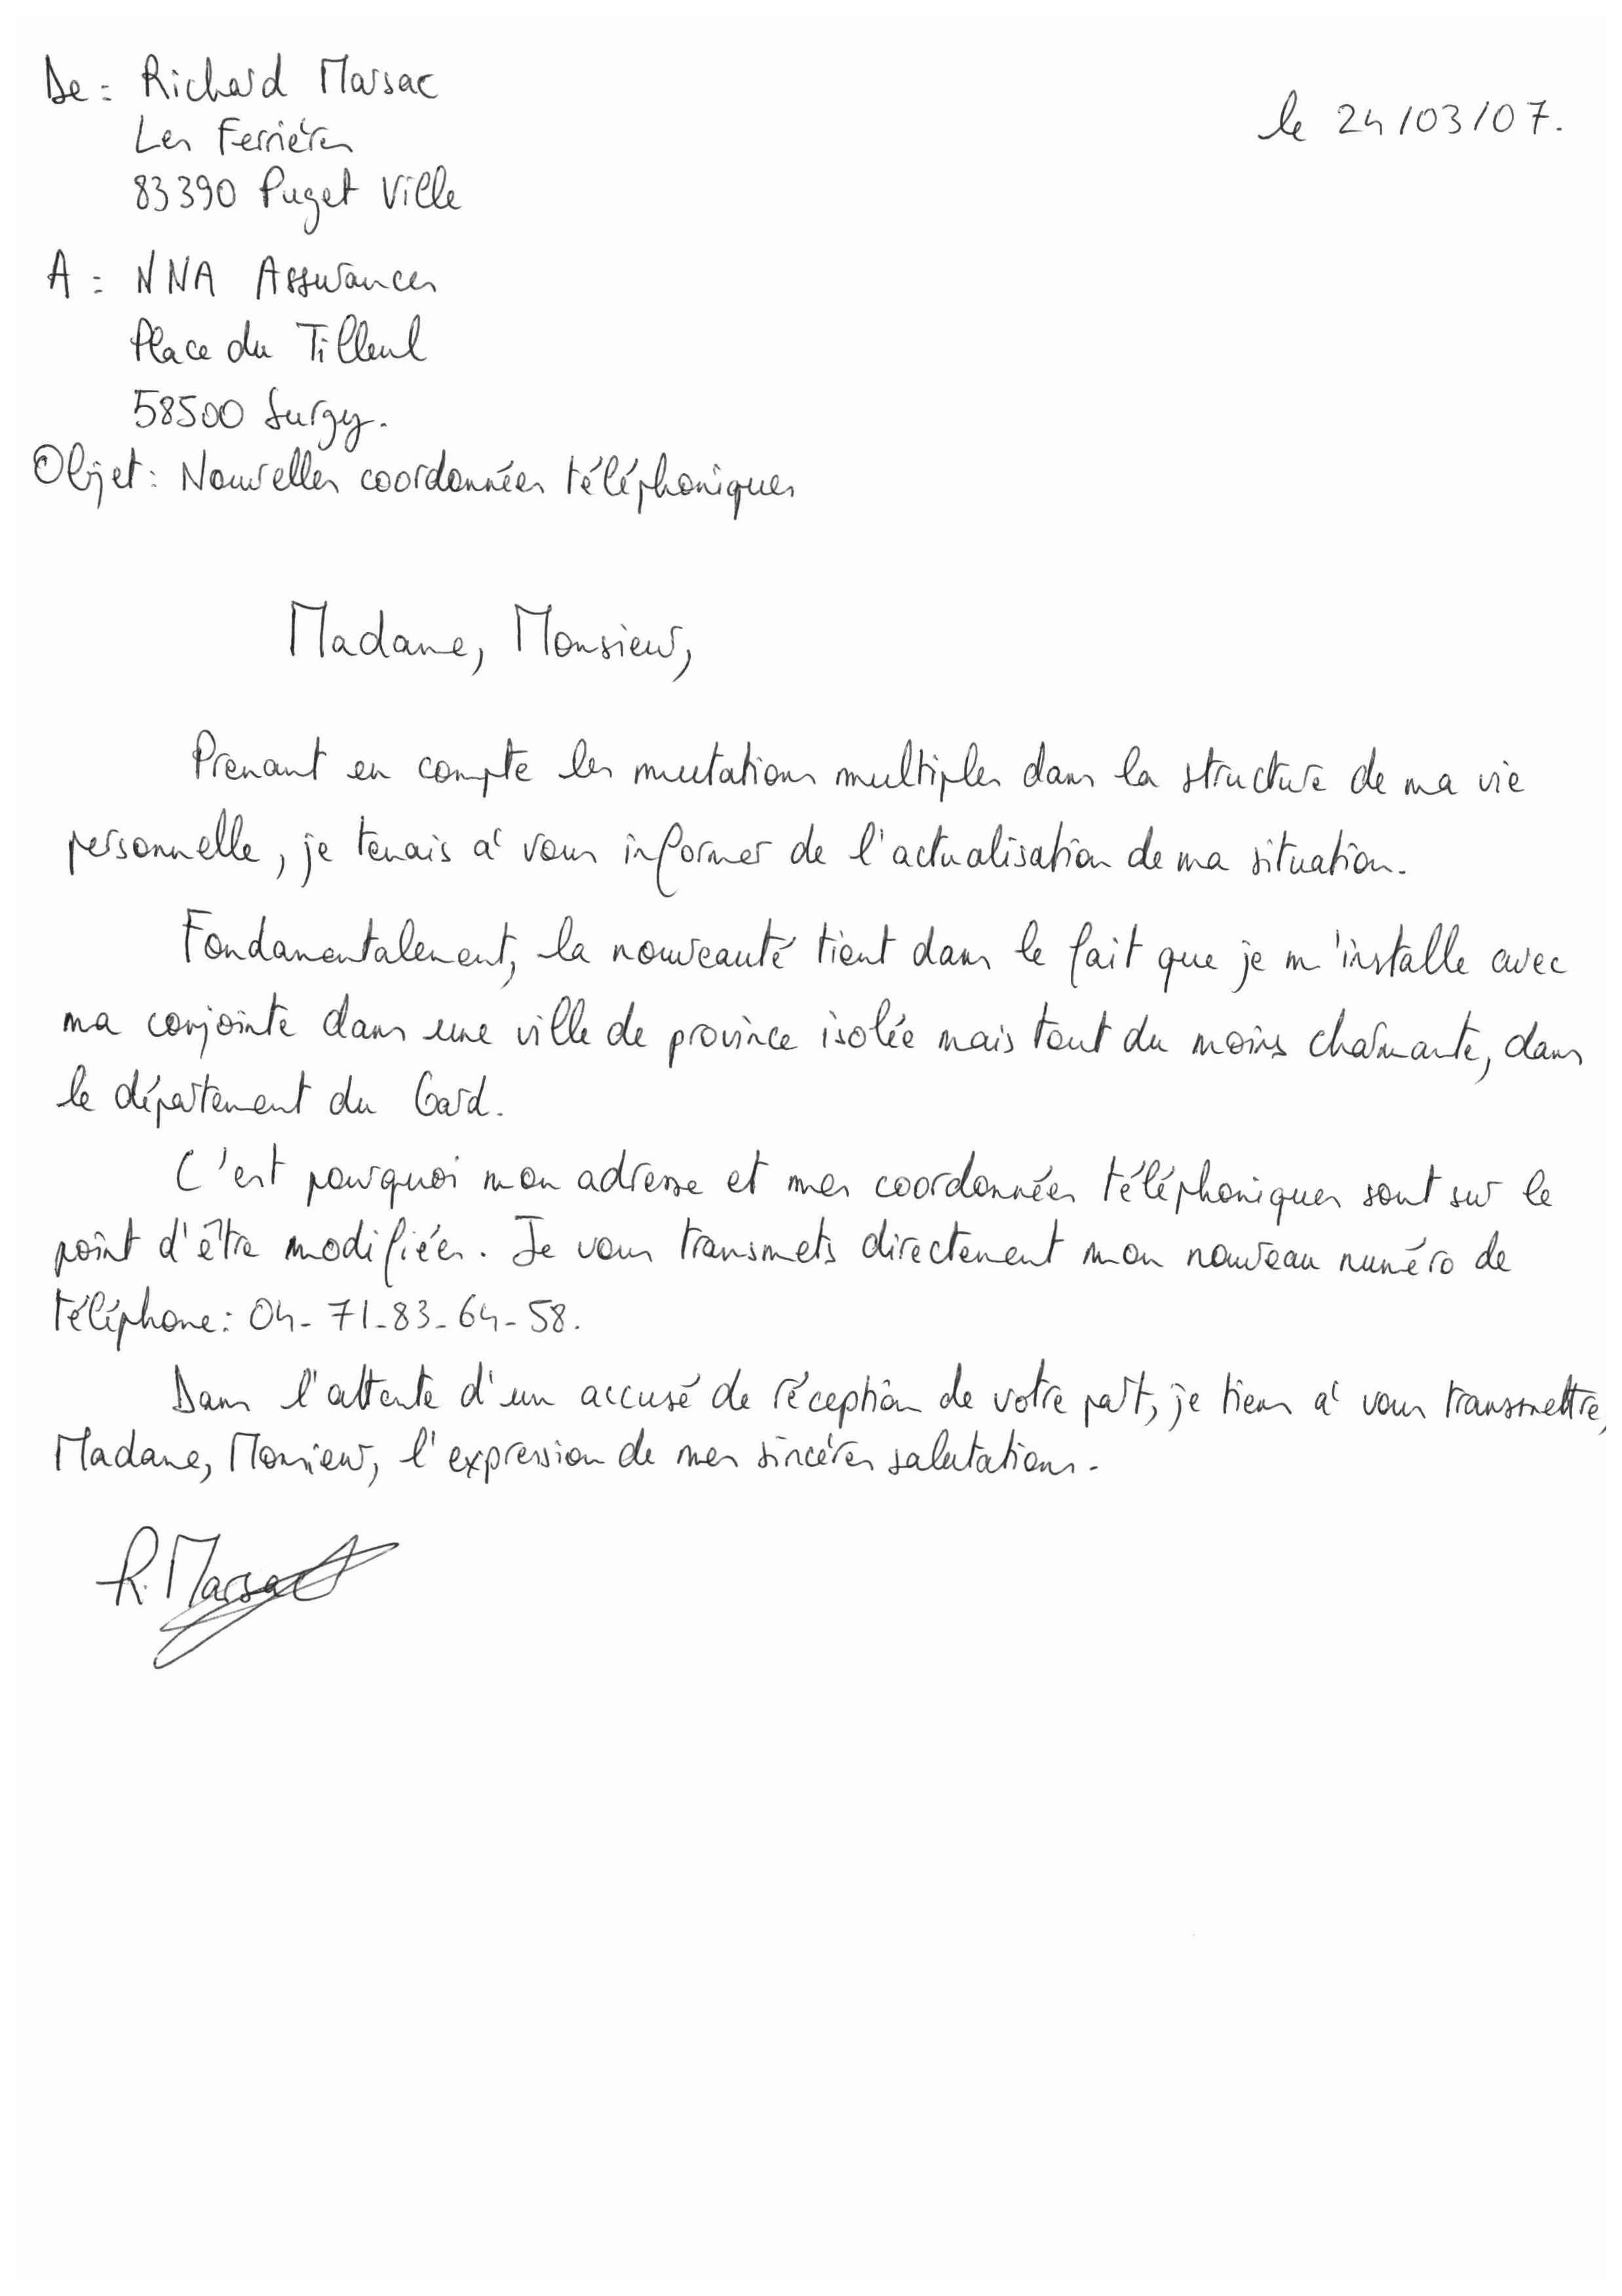 De : Richard Marsac
le 24/03/07.
Les Ferrières
83390 Puget Ville
A : NNA Assurances
Place du Tilleul
58500 Surgy.
Objet : Nouvelles coordonnées téléphoniques
Madame, Monsieur,
Prenant en compte les mutations multiples dans la structure de ma vie
personnelle, je tenais à vous informer de l'actualisation de ma situation.
Fondamentalement, la nouveauté tient dans le fait que je m'installe avec
ma conjointe dans une ville de province isolée mais tout du moins charmante, dans
le département du Gard.
C'est pourquoi mon adresse et mes coordonnées téléphoniques sont sur le
point d'être modifiées. Je vous transmets directement mon nouveau numéro de
téléphone : 04-71-83-64-58.
Dans l'attente d'un accusé de réception de votre part, je tiens à vous transmettre,
Madame, Monsieur, l'expression de mes sincères salutations.
R. Marsac